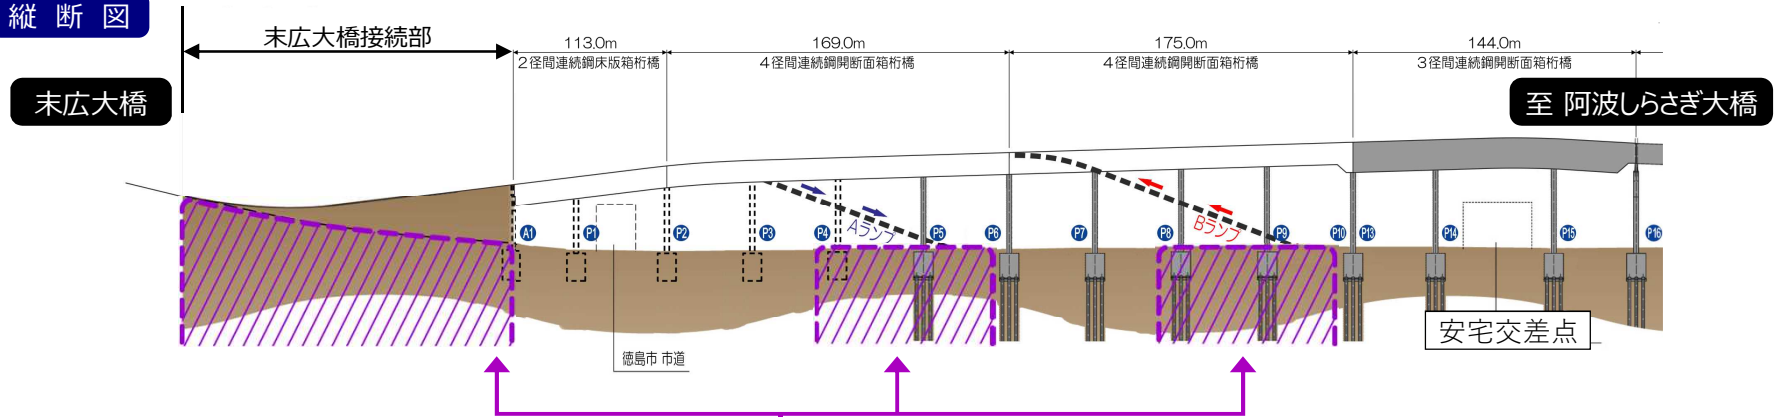 縦断図
末広大橋接続部
113.0m
169.0m
175.0m
144.0m
2径間連続鋼床版箱桁橋
4径間連続鋼開断面箱桁橋
4径間連続鋼開断面箱桁橋
3径間連続鋼開断面箱桁橋
末広大橋
至 阿波しらさぎ大橋
Aランプ
Bランプ
A1
P1
P2
P3
P4
P5
P6
P7
P8
P9
P10
P13
P14
P15
P16
安宅交差点
徳島市 市道